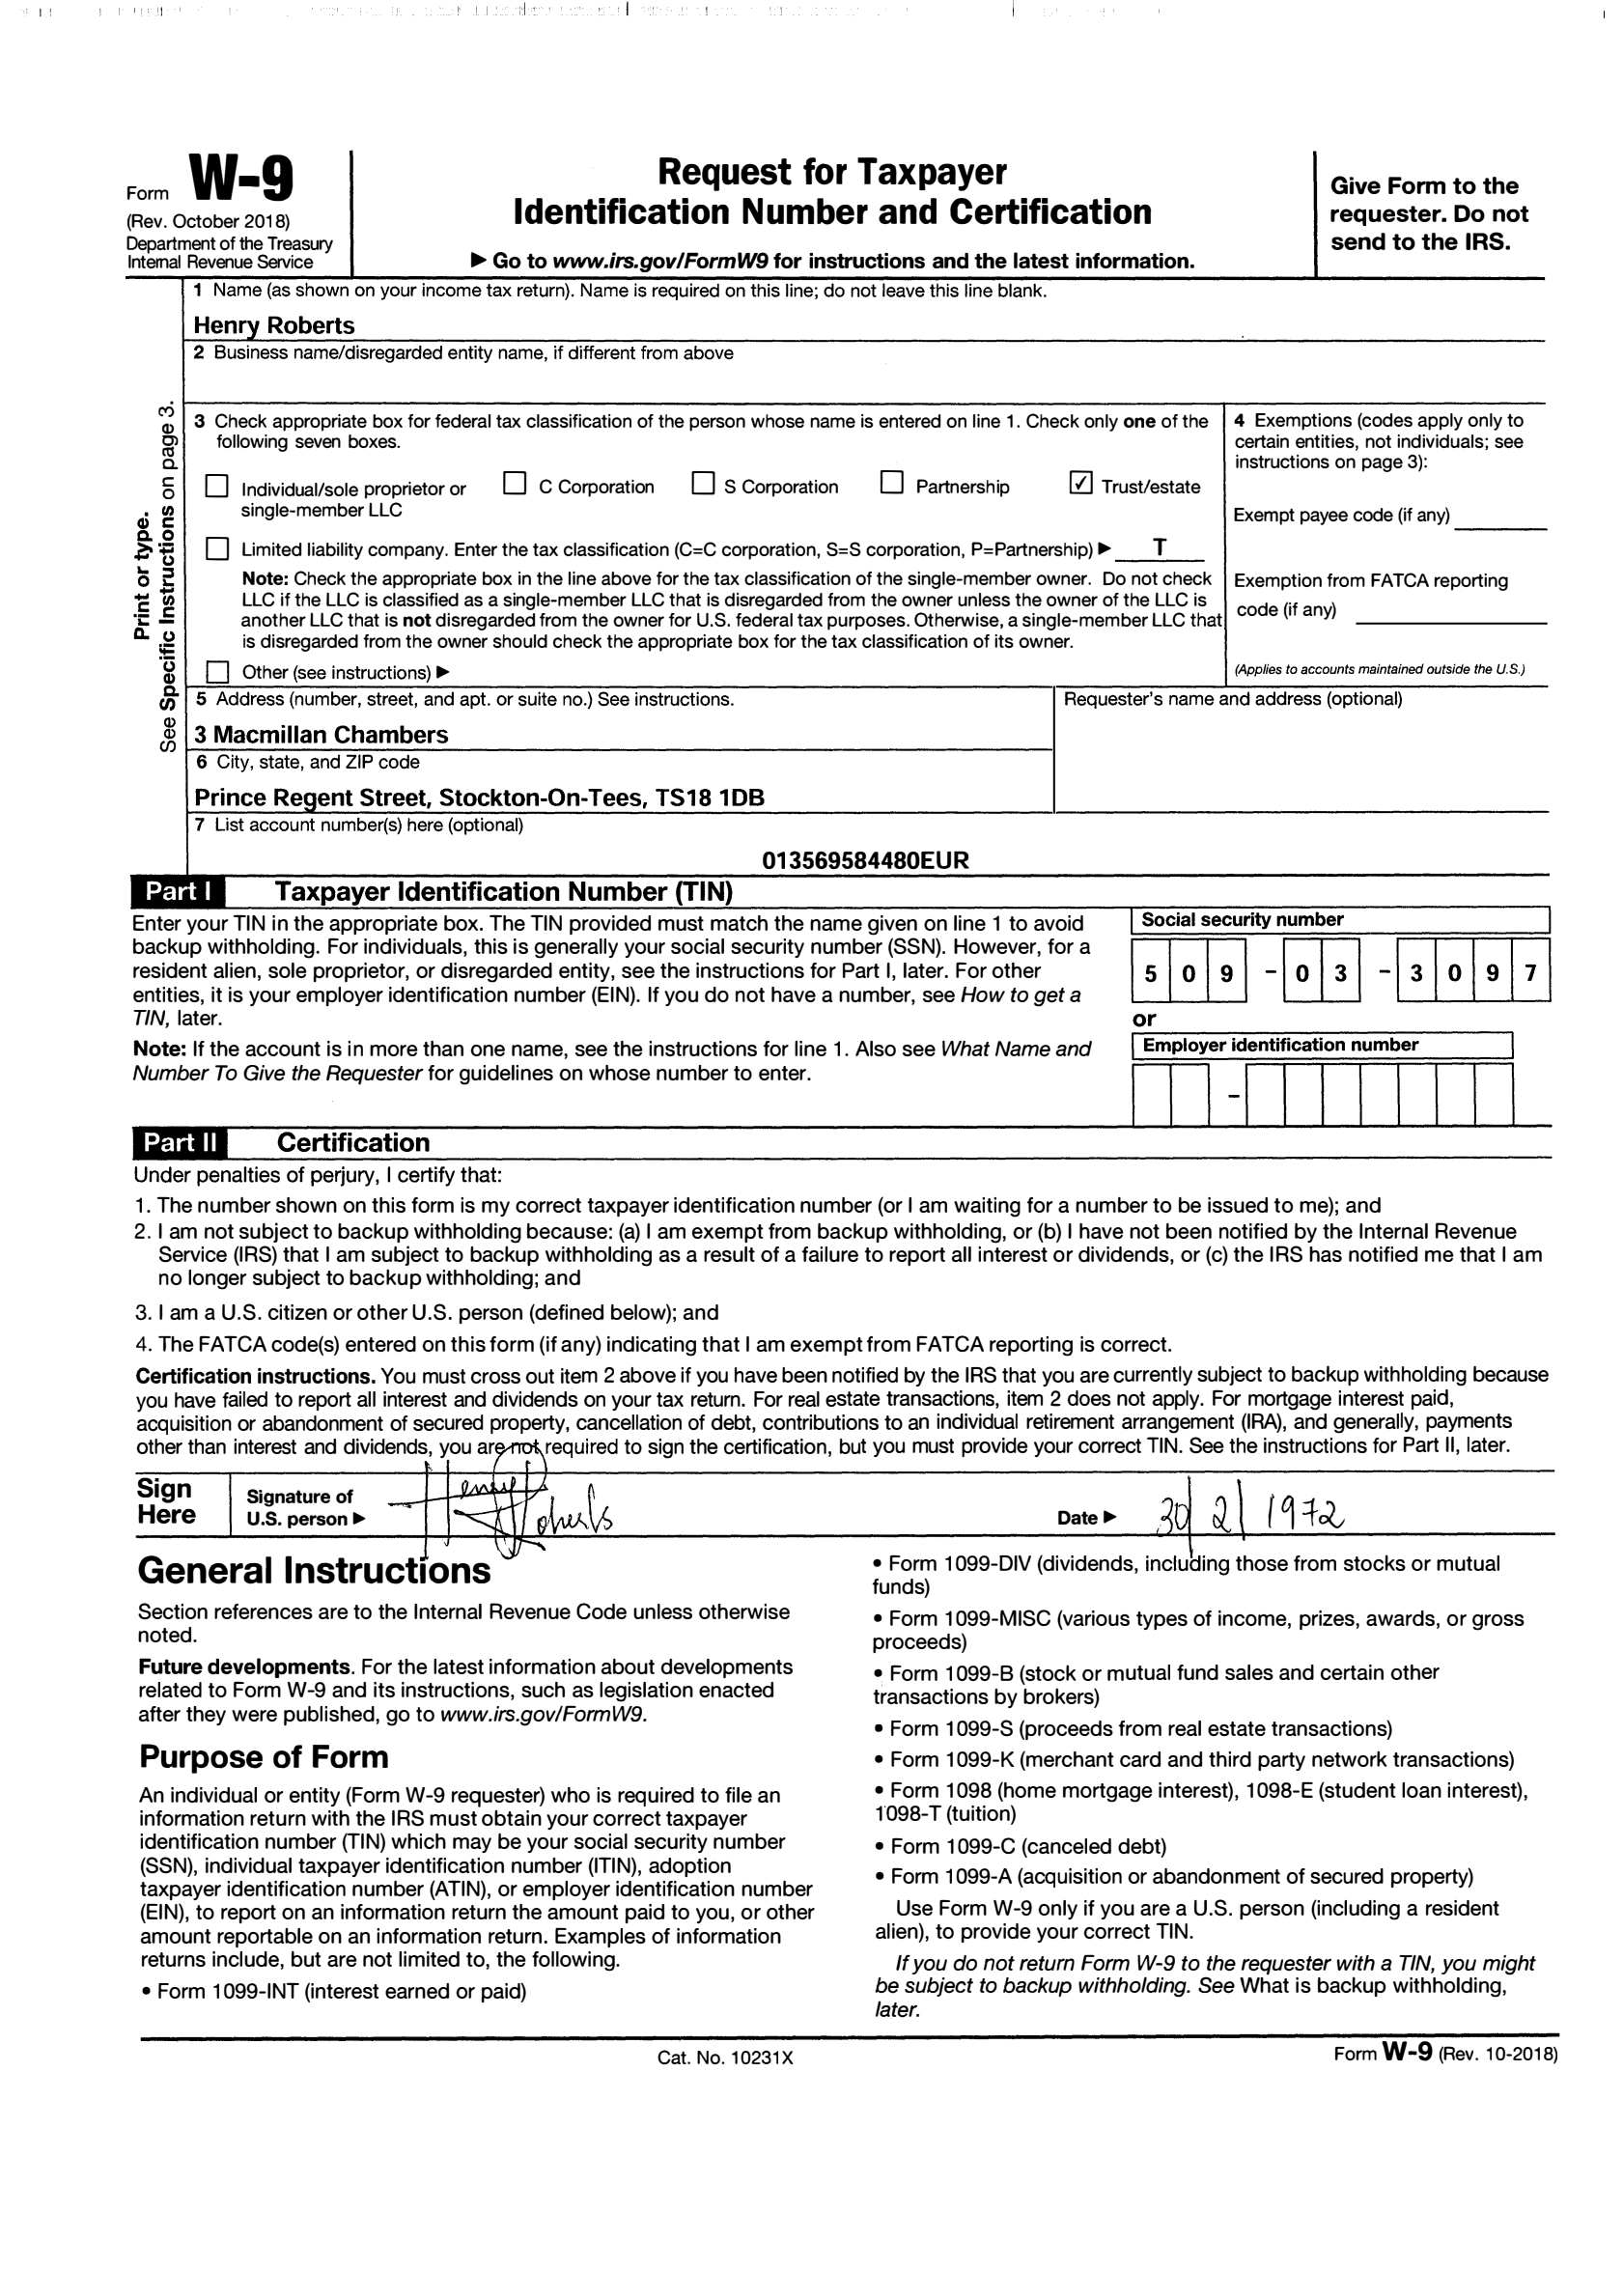 Form W-9
(Rev. October 2018)
Department of the Treasury
Internal Revenue Service
Request for Taxpayer
Identification Number and Certification
▶ Go to www.irs.gov/FormW9 for instructions and the latest information.
Give Form to the
requester. Do not
send to the IRS.
Print or type.
See Specific Instructions on page 3.
1 Name (as shown on your income tax return). Name is required on this line; do not leave this line blank.
Henry Roberts
2 Business name/disregarded entity name, if different from above
3 Check appropriate box for federal tax classification of the person whose name is entered on line 1. Check only one of the
following seven boxes.
☐ Individual/sole proprietor or
single-member LLC
☐ C Corporation ☐ S Corporation ☐ Partnership ☑ Trust/estate
☐ Limited liability company. Enter the tax classification (C=C corporation, S=S corporation, P=Partnership) ▶ T
Note: Check the appropriate box in the line above for the tax classification of the single-member owner. Do not check
LLC if the LLC is classified as a single-member LLC that is disregarded from the owner unless the owner of the LLC is
another LLC that is not disregarded from the owner for U.S. federal tax purposes. Otherwise, a single-member LLC that
is disregarded from the owner should check the appropriate box for the tax classification of its owner.
☐ Other (see instructions) ▶
4 Exemptions (codes apply only to
certain entities, not individuals; see
instructions on page 3):
Exempt payee code (if any)
Exemption from FATCA reporting
code (if any)
(Applies to accounts maintained outside the U.S.)
5 Address (number, street, and apt. or suite no.) See instructions.
3 Macmillan Chambers
6 City, state, and ZIP code
Prince Regent Street, Stockton-On-Tees, TS18 1DB
Requester's name and address (optional)
7 List account number(s) here (optional)
013569584480EUR
Part I Taxpayer Identification Number (TIN)
Enter your TIN in the appropriate box. The TIN provided must match the name given on line 1 to avoid
backup withholding. For individuals, this is generally your social security number (SSN). However, for a
resident alien, sole proprietor, or disregarded entity, see the instructions for Part I, later. For other
entities, it is your employer identification number (EIN). If you do not have a number, see How to get a
TIN, later.
Note: If the account is in more than one name, see the instructions for line 1. Also see What Name and
Number To Give the Requester for guidelines on whose number to enter.
Social security number
5 0 9 - 0 3 - 3 0 9 7
or
Employer identification number
-
Part II Certification
Under penalties of perjury, I certify that:
1. The number shown on this form is my correct taxpayer identification number (or I am waiting for a number to be issued to me); and
2. I am not subject to backup withholding because: (a) I am exempt from backup withholding, or (b) I have not been notified by the Internal Revenue
Service (IRS) that I am subject to backup withholding as a result of a failure to report all interest or dividends, or (c) the IRS has notified me that I am
no longer subject to backup withholding; and
3. I am a U.S. citizen or other U.S. person (defined below); and
4. The FATCA code(s) entered on this form (if any) indicating that I am exempt from FATCA reporting is correct.
Certification instructions. You must cross out item 2 above if you have been notified by the IRS that you are currently subject to backup withholding because
you have failed to report all interest and dividends on your tax return. For real estate transactions, item 2 does not apply. For mortgage interest paid,
acquisition or abandonment of secured property, cancellation of debt, contributions to an individual retirement arrangement (IRA), and generally, payments
other than interest and dividends, you are not required to sign the certification, but you must provide your correct TIN. See the instructions for Part II, later.
Sign
Here
Signature of
U.S. person ▶ Henry Roberts
Date ▶ 30/2/1972
General Instructions
Section references are to the Internal Revenue Code unless otherwise
noted.
Future developments. For the latest information about developments
related to Form W-9 and its instructions, such as legislation enacted
after they were published, go to www.irs.gov/FormW9.
Purpose of Form
An individual or entity (Form W-9 requester) who is required to file an
information return with the IRS must obtain your correct taxpayer
identification number (TIN) which may be your social security number
(SSN), individual taxpayer identification number (ITIN), adoption
taxpayer identification number (ATIN), or employer identification number
(EIN), to report on an information return the amount paid to you, or other
amount reportable on an information return. Examples of information
returns include, but are not limited to, the following.
• Form 1099-INT (interest earned or paid)
• Form 1099-DIV (dividends, including those from stocks or mutual
funds)
• Form 1099-MISC (various types of income, prizes, awards, or gross
proceeds)
• Form 1099-B (stock or mutual fund sales and certain other
transactions by brokers)
• Form 1099-S (proceeds from real estate transactions)
• Form 1099-K (merchant card and third party network transactions)
• Form 1098 (home mortgage interest), 1098-E (student loan interest),
1098-T (tuition)
• Form 1099-C (canceled debt)
• Form 1099-A (acquisition or abandonment of secured property)
Use Form W-9 only if you are a U.S. person (including a resident
alien), to provide your correct TIN.
If you do not return Form W-9 to the requester with a TIN, you might
be subject to backup withholding. See What is backup withholding,
later.
Cat. No. 10231X
Form W-9 (Rev. 10-2018)